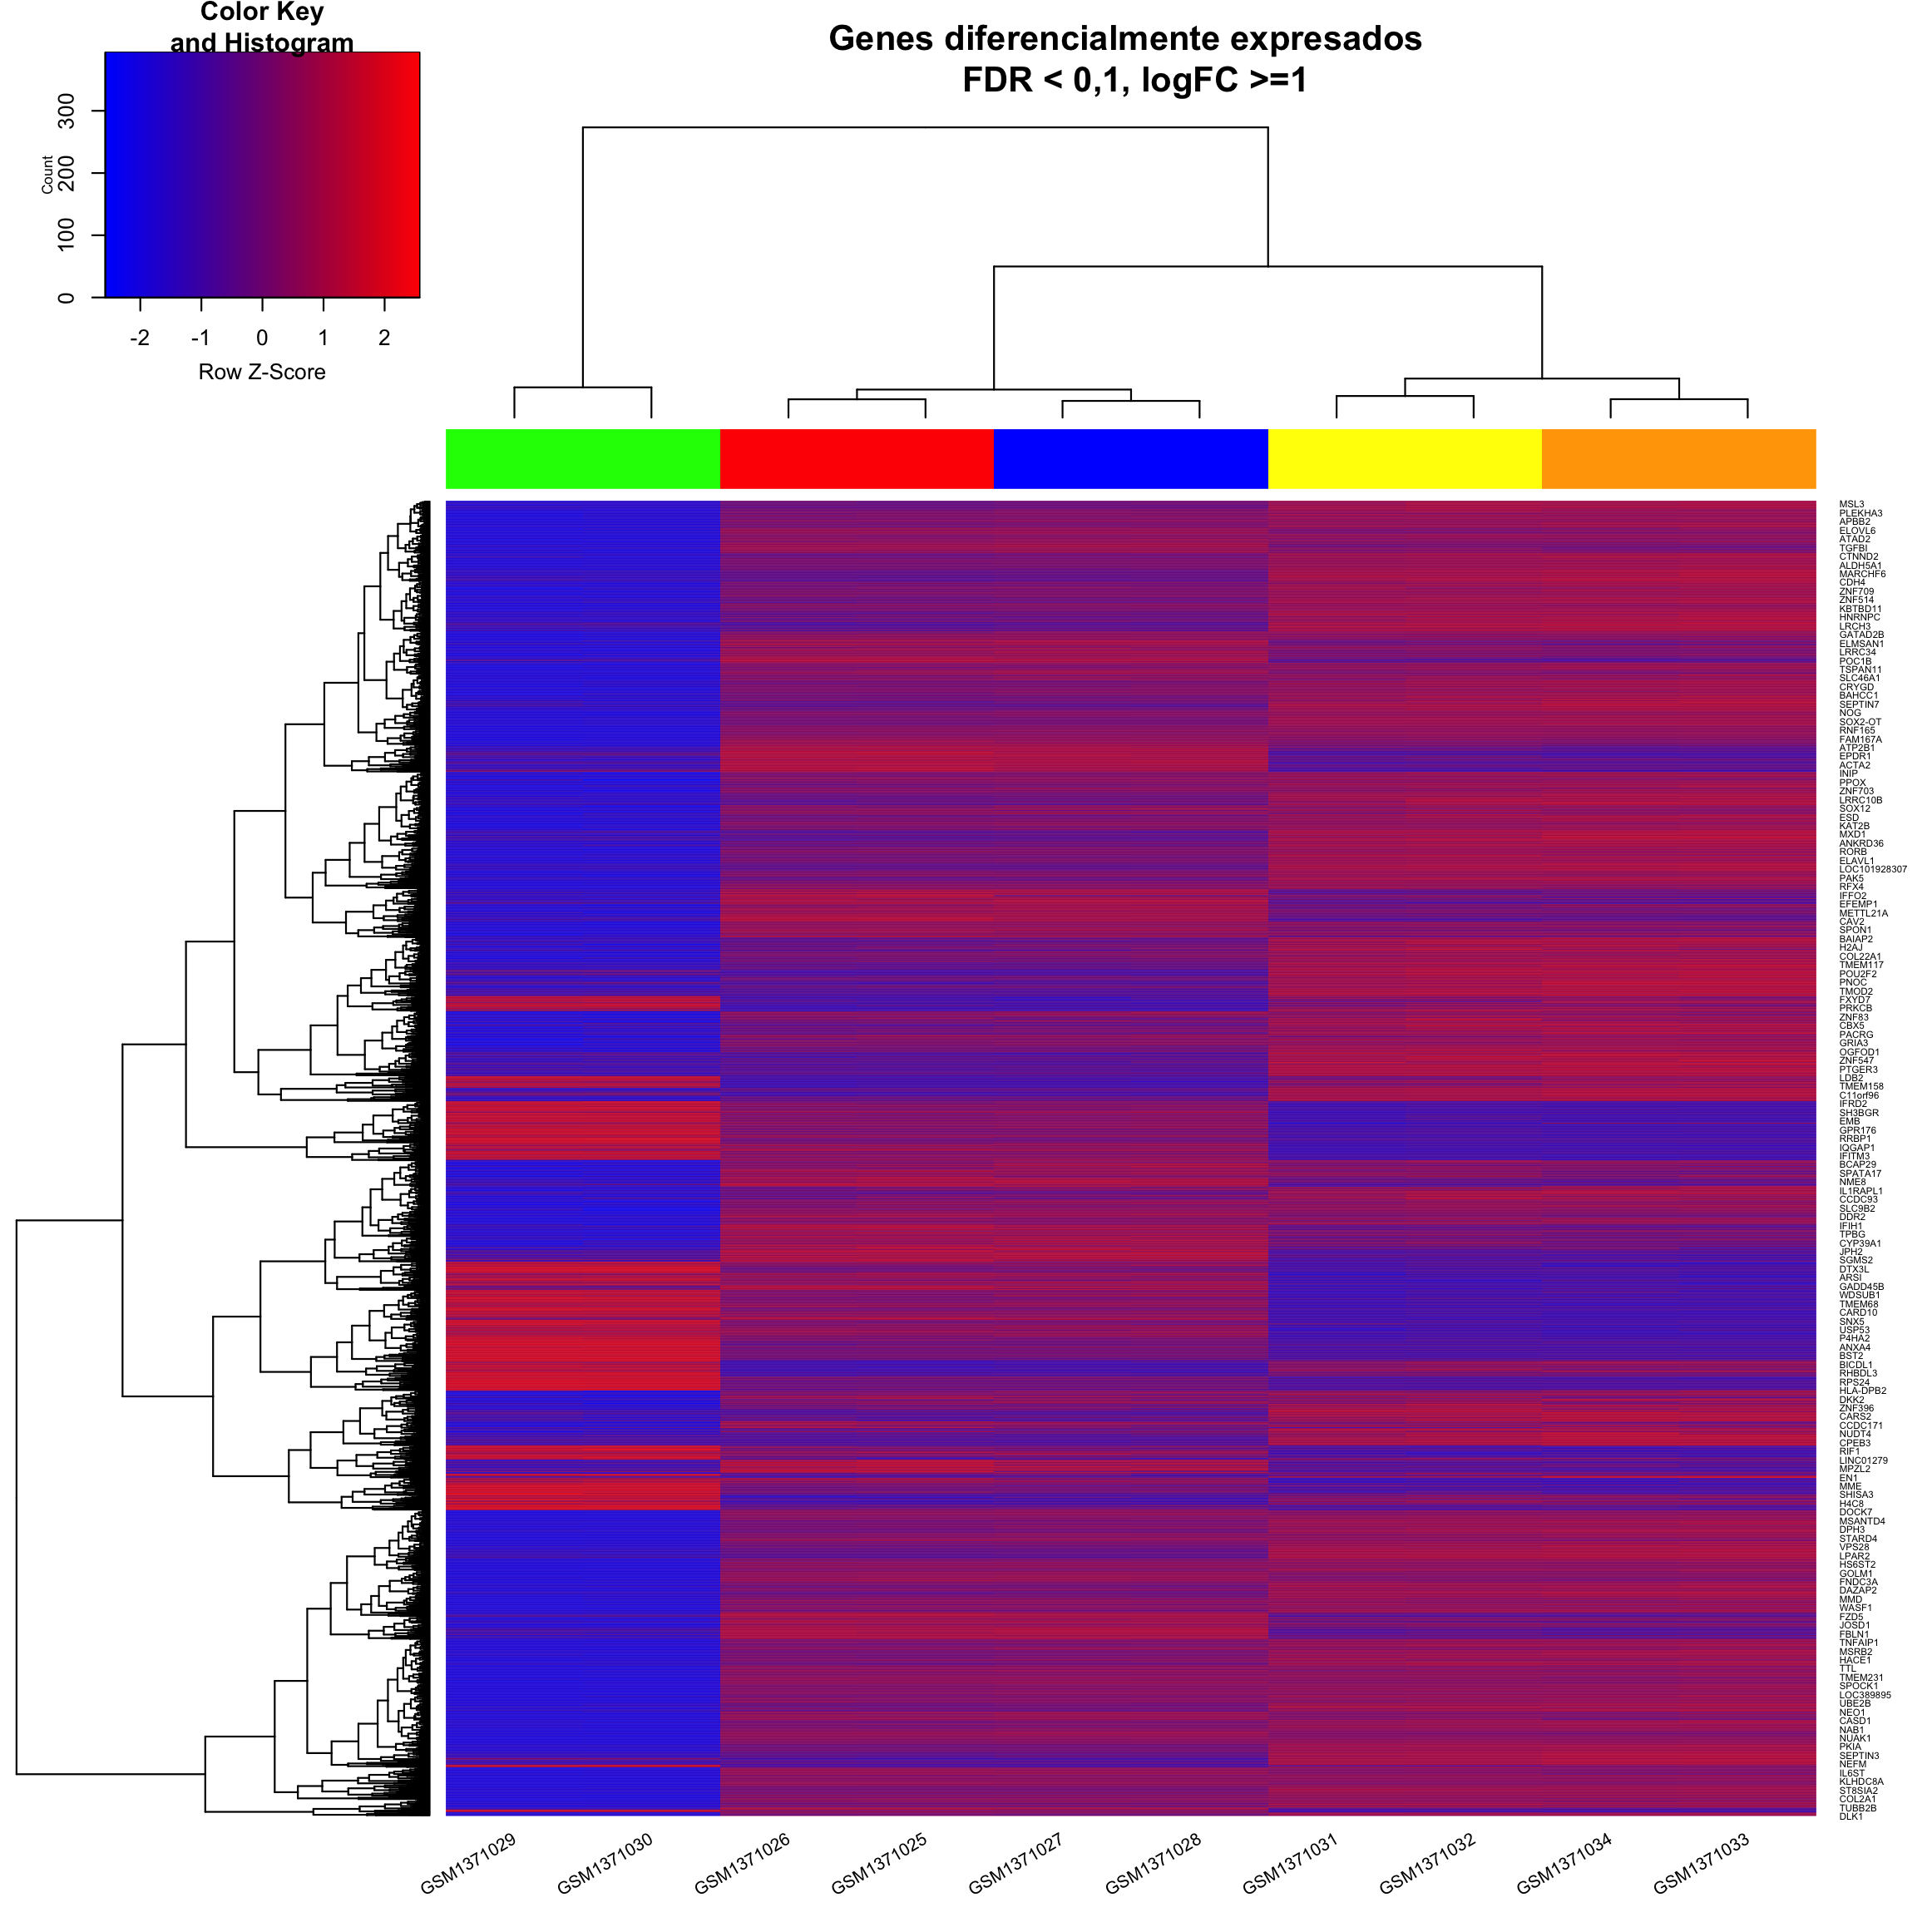 Color Key
and Histogram
Genes diferencialmente expresados
FDR < 0,1, logFC >=1
Count
0
100
200
300
-2
-1
0
1
2
Row Z-Score
MSL3
PLEKHA3
APBB2
ELOVL6
ATAD2
TGFBI
CTNND2
ALDH5A1
MARCHF6
CDH4
ZNF709
ZNF514
KBTBD11
HNRNPC
LRCH3
GATAD2B
ELMSAN1
LRRC34
POC1B
TSPAN11
SLC46A1
CRYGD
BAHCC1
SEPTIN7
NOG
SOX2-OT
RNF165
FAM167A
ATP2B1
EPDR1
ACTA2
INIP
PPOX
ZNF703
LRRC10B
SOX12
ESD
KAT2B
MXD1
ANKRD36
RORB
ELAVL1
LOC101928307
PAK5
RFX4
IFFO2
EFEMP1
METTL21A
CAV2
SPON1
BAIAP2
H2AJ
COL22A1
TMEM117
POU2F2
PNOC
TMOD2
FXYD7
PRKCB
ZNF83
CBX5
PACRG
GRIA3
OGFOD1
ZNF547
PTGER3
LDB2
TMEM158
C11orf96
IFRD2
SH3BGR
EMB
GPR176
RRBP1
IQGAP1
IFITM3
BCAP29
SPATA17
NME8
IL1RAPL1
CCDC93
SLC9B2
DDR2
IFIH1
TPBG
CYP39A1
JPH2
SGMS2
DTX3L
ARSI
GADD45B
WDSUB1
TMEM68
CARD10
SNX5
USP53
P4HA2
ANXA4
BST2
BICDL1
RHBDL3
RPS24
HLA-DPB2
DKK2
ZNF396
CARS2
CCDC171
NUDT4
CPEB3
RIF1
LINC01279
MPZL2
EN1
MME
SHISA3
H4C8
DOCK7
MSANTD4
DPH3
STARD4
VPS28
LPAR2
HS6ST2
GOLM1
FNDC3A
DAZAP2
MMD
WASF1
FZD5
JOSD1
FBLN1
TNFAIP1
MSRB2
HACE1
TTL
TMEM231
SPOCK1
LOC389895
UBE2B
NEO1
CASD1
NAB1
NUAK1
PKIA
SEPTIN3
NEFM
IL6ST
KLHDC8A
ST8SIA2
COL2A1
TUBB2B
DLK1
GSM1371029
GSM1371030
GSM1371026
GSM1371025
GSM1371027
GSM1371028
GSM1371031
GSM1371032
GSM1371034
GSM1371033